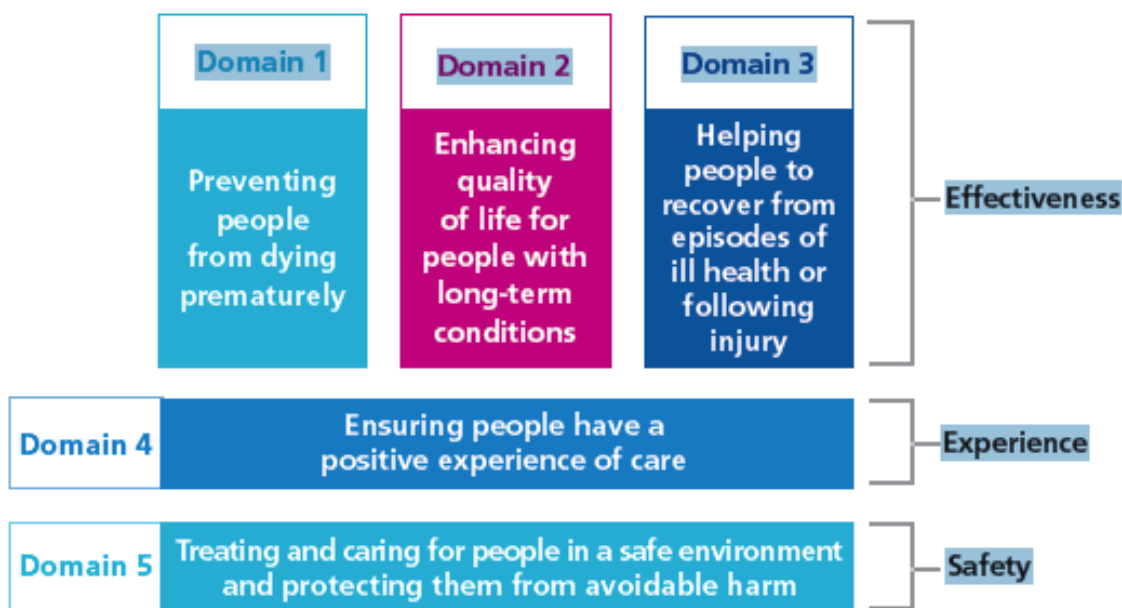 Domain 1
Preventing
people
from dying
prematurely
Domain 2
Enhancing
quality
of life for
people with
long-term
conditions
Domain 3
Helping
people to
recover from
episodes of
ill health or
following
injury
Effectiveness
Domain 4
Ensuring people have a
positive experience of care
Experience
Domain 5
Treating and caring for people in a safe environment
and protecting them from avoidable harm
Safety